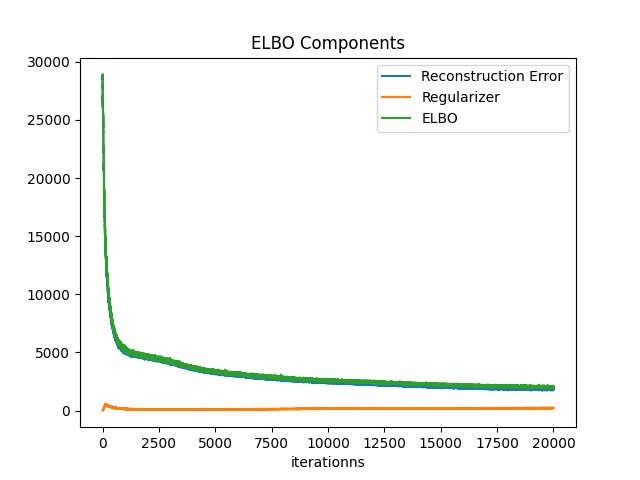 ELBO Components
30000
25000
20000
15000
10000
5000
0
Reconstruction Error
Regularizer
ELBO
0 2500 5000 7500 10000 12500 15000 17500 20000
iterationns